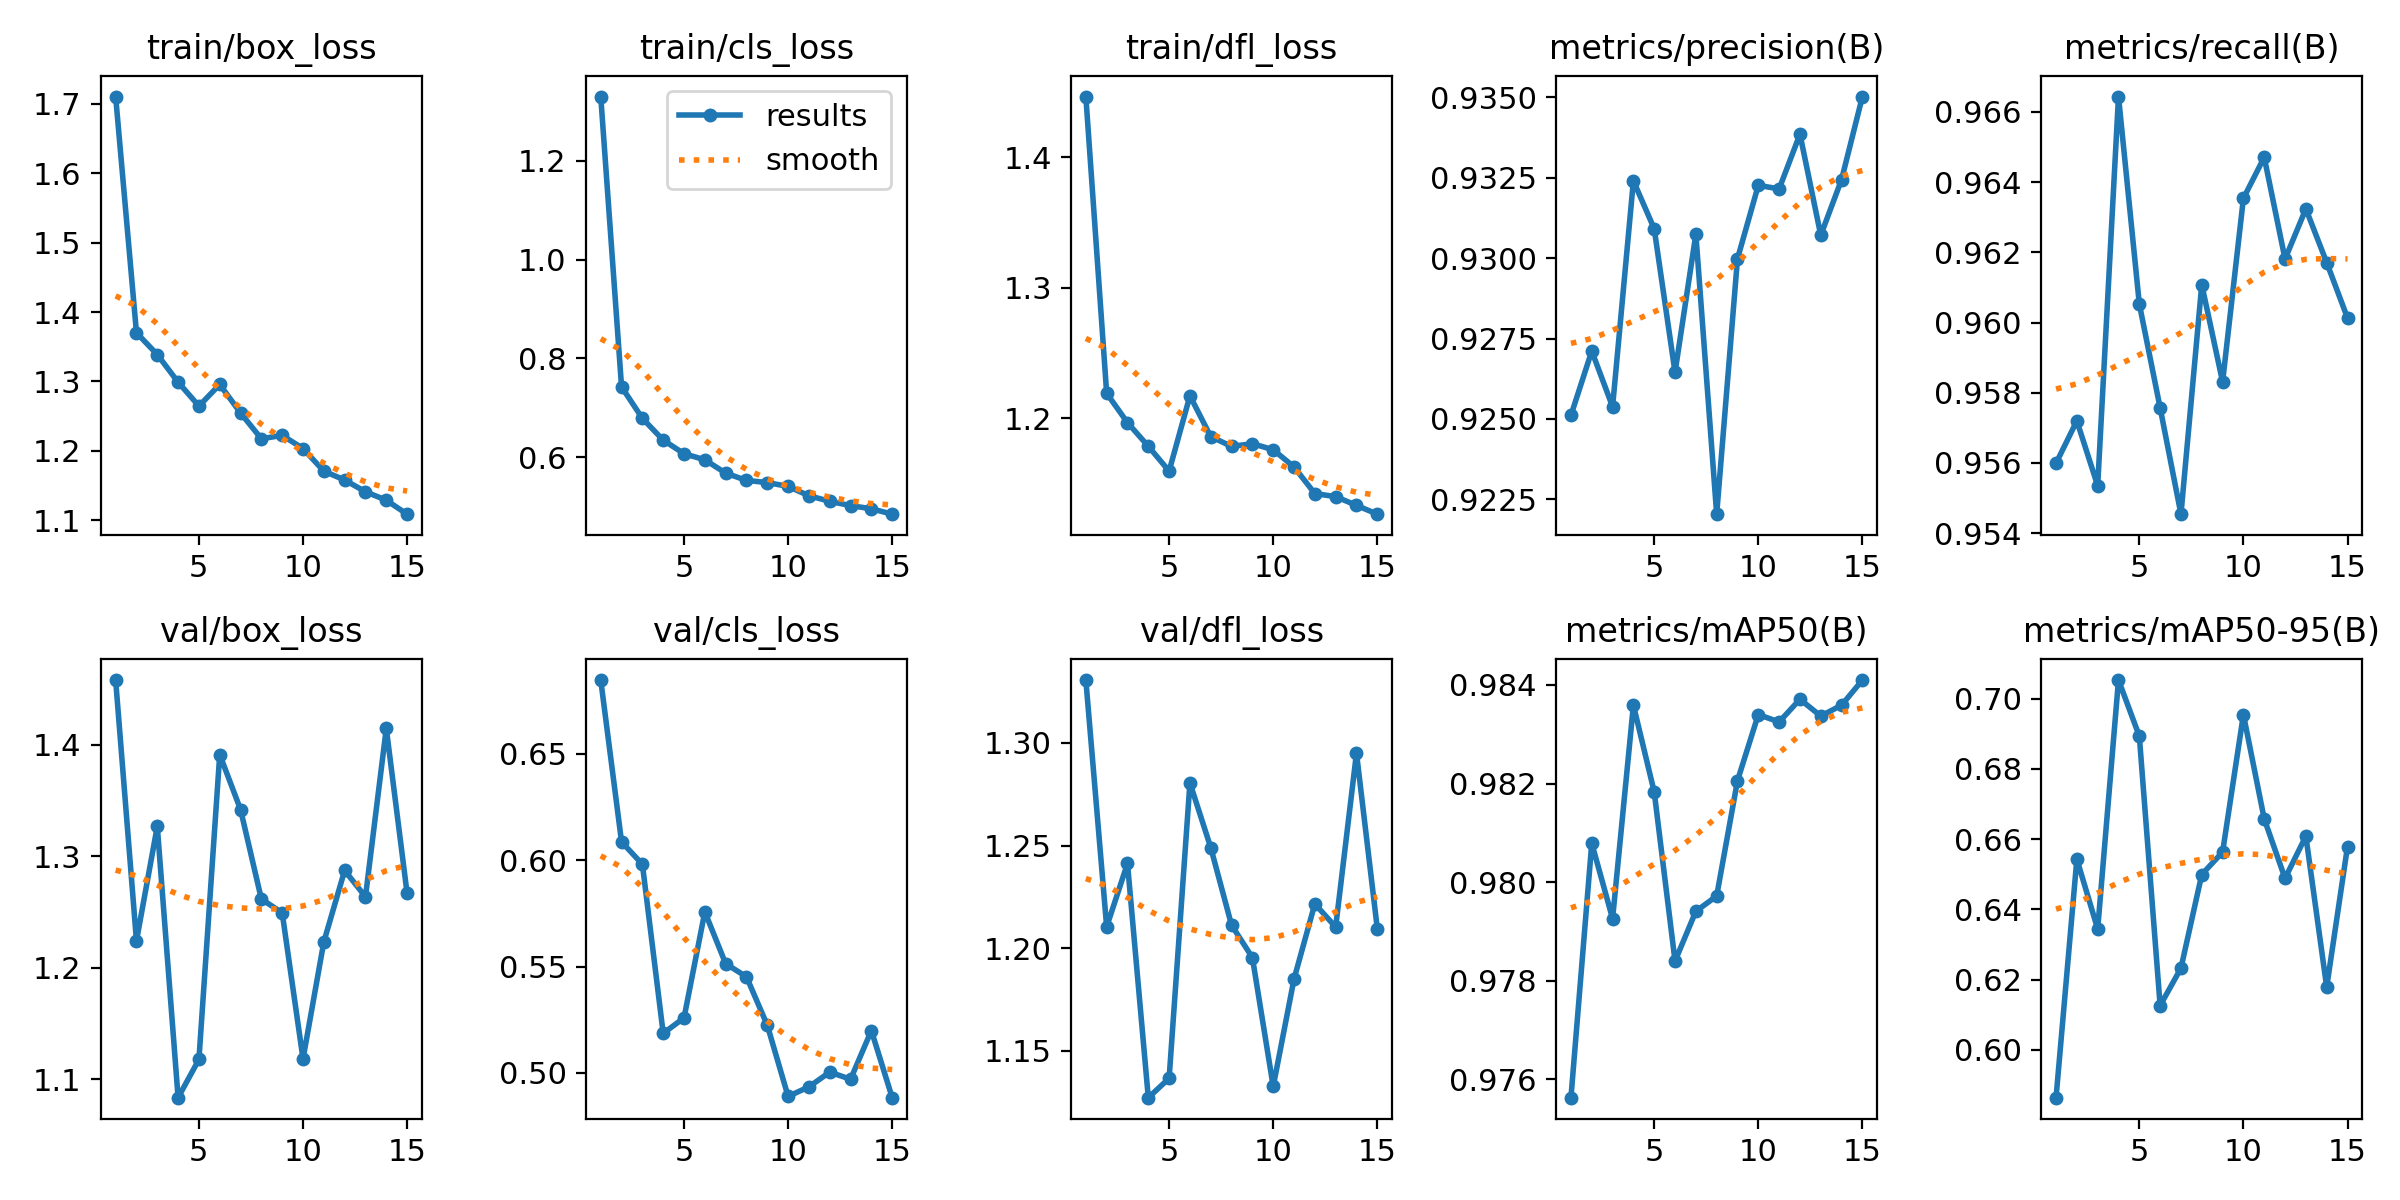 train/box_loss
1.7
1.6
1.5
1.4
1.3
1.2
1.1
5 10 15
train/cls_loss
results
smooth
1.2
1.0
0.8
0.6
5 10 15
train/dfl_loss
1.4
1.3
1.2
5 10 15
metrics/precision(B)
0.9350
0.9325
0.9300
0.9275
0.9250
0.9225
5 10 15
metrics/recall(B)
0.966
0.964
0.962
0.960
0.958
0.956
0.954
5 10 15
val/box_loss
1.4
1.3
1.2
1.1
5 10 15
val/cls_loss
0.65
0.60
0.55
0.50
5 10 15
val/dfl_loss
1.30
1.25
1.20
1.15
5 10 15
metrics/mAP50(B)
0.984
0.982
0.980
0.978
0.976
5 10 15
metrics/mAP50-95(B)
0.70
0.68
0.66
0.64
0.62
0.60
5 10 15